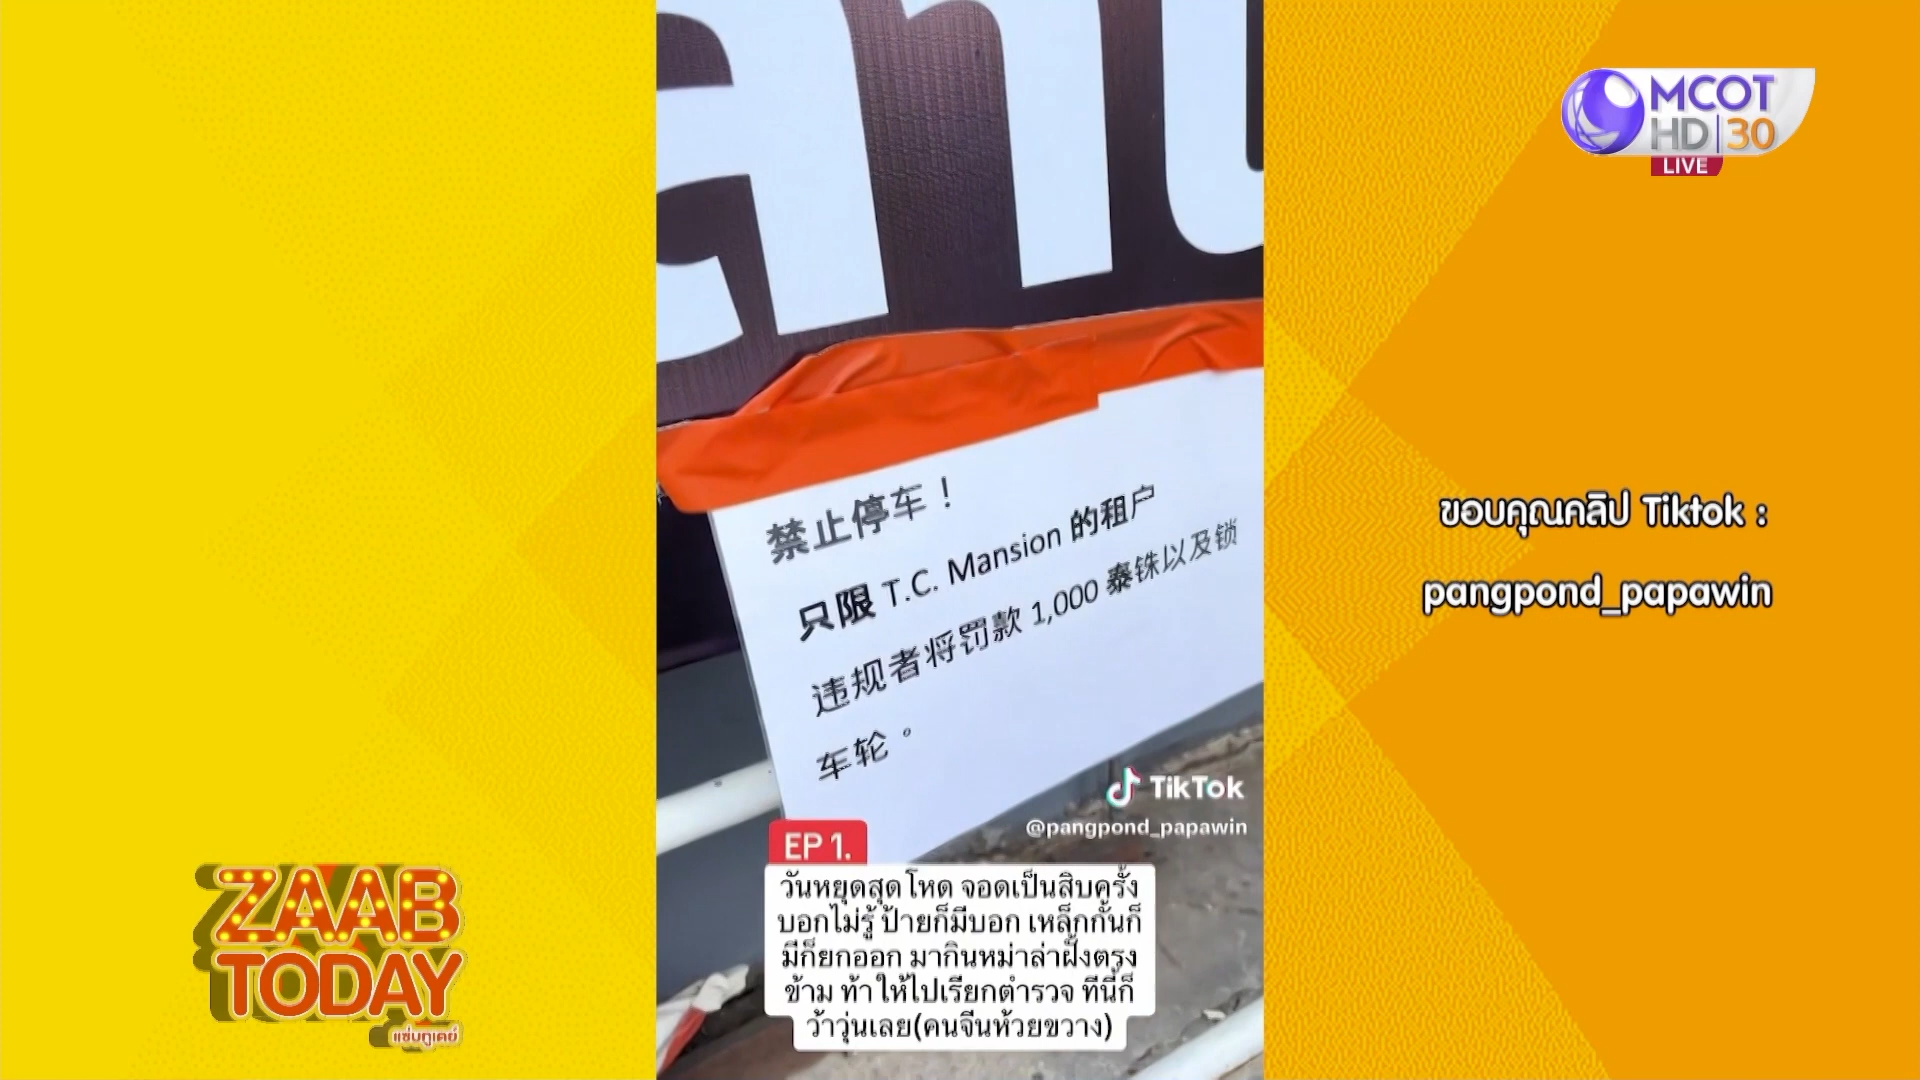 MCOT
HD 30
LIVE
禁止停车！
只限 T.C. Mansion 的租户
违规者将罚款 1,000 泰铢以及锁
车轮。
TikTok
@pangpond_papawin
EP 1.
วันหยุดสุดโหด จอดเป็นสิบครั้ง
บอกไม่รู้ ป้ายก็มีบอก เหล็กกั้นก็
มีก็ยกออก มากินหม่าล่าฝั่งตรง
ข้าม ท้าให้ไปเรียกตำรวจ ทีนี้ก็
ว้าวุ่นเลย(คนจีนห้วยขวาง)
ขอบคุณคลิป Tiktok :
pangpond_papawin
ZAAB
TODAY
แซ่บทูเดย์